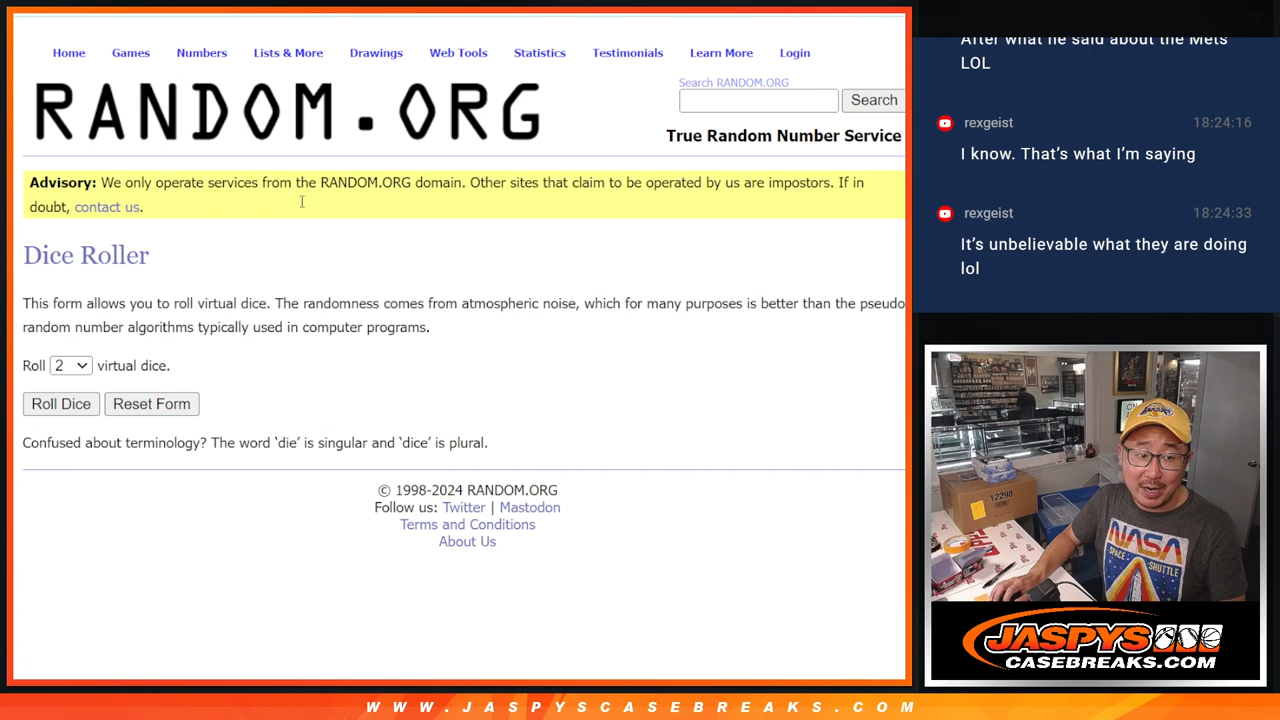 Home Games Numbers Lists & More Drawings Web Tools Statistics Testimonials Learn More Login
RANDOM.ORG
Search RANDOM.ORG
Search
True Random Number Service
Advisory: We only operate services from the RANDOM.ORG domain. Other sites that claim to be operated by us are impostors. If in
doubt, contact us.
Dice Roller
This form allows you to roll virtual dice. The randomness comes from atmospheric noise, which for many purposes is better than the pseudo
random number algorithms typically used in computer programs.
Roll 2 virtual dice.
Roll Dice Reset Form
Confused about terminology? The word ‘die’ is singular and ‘dice’ is plural.
© 1998-2024 RANDOM.ORG
Follow us: Twitter | Mastodon
Terms and Conditions
About Us
After what he said about the Mets
LOL
rexgeist 18:24:16
I know. That’s what I’m saying
rexgeist 18:24:33
It’s unbelievable what they are doing
lol
12298
NASA
SPACE SHUTTLE
JASPYS
CASEBREAKS.COM
WWW.JASPYSCASEBREAKS.COM